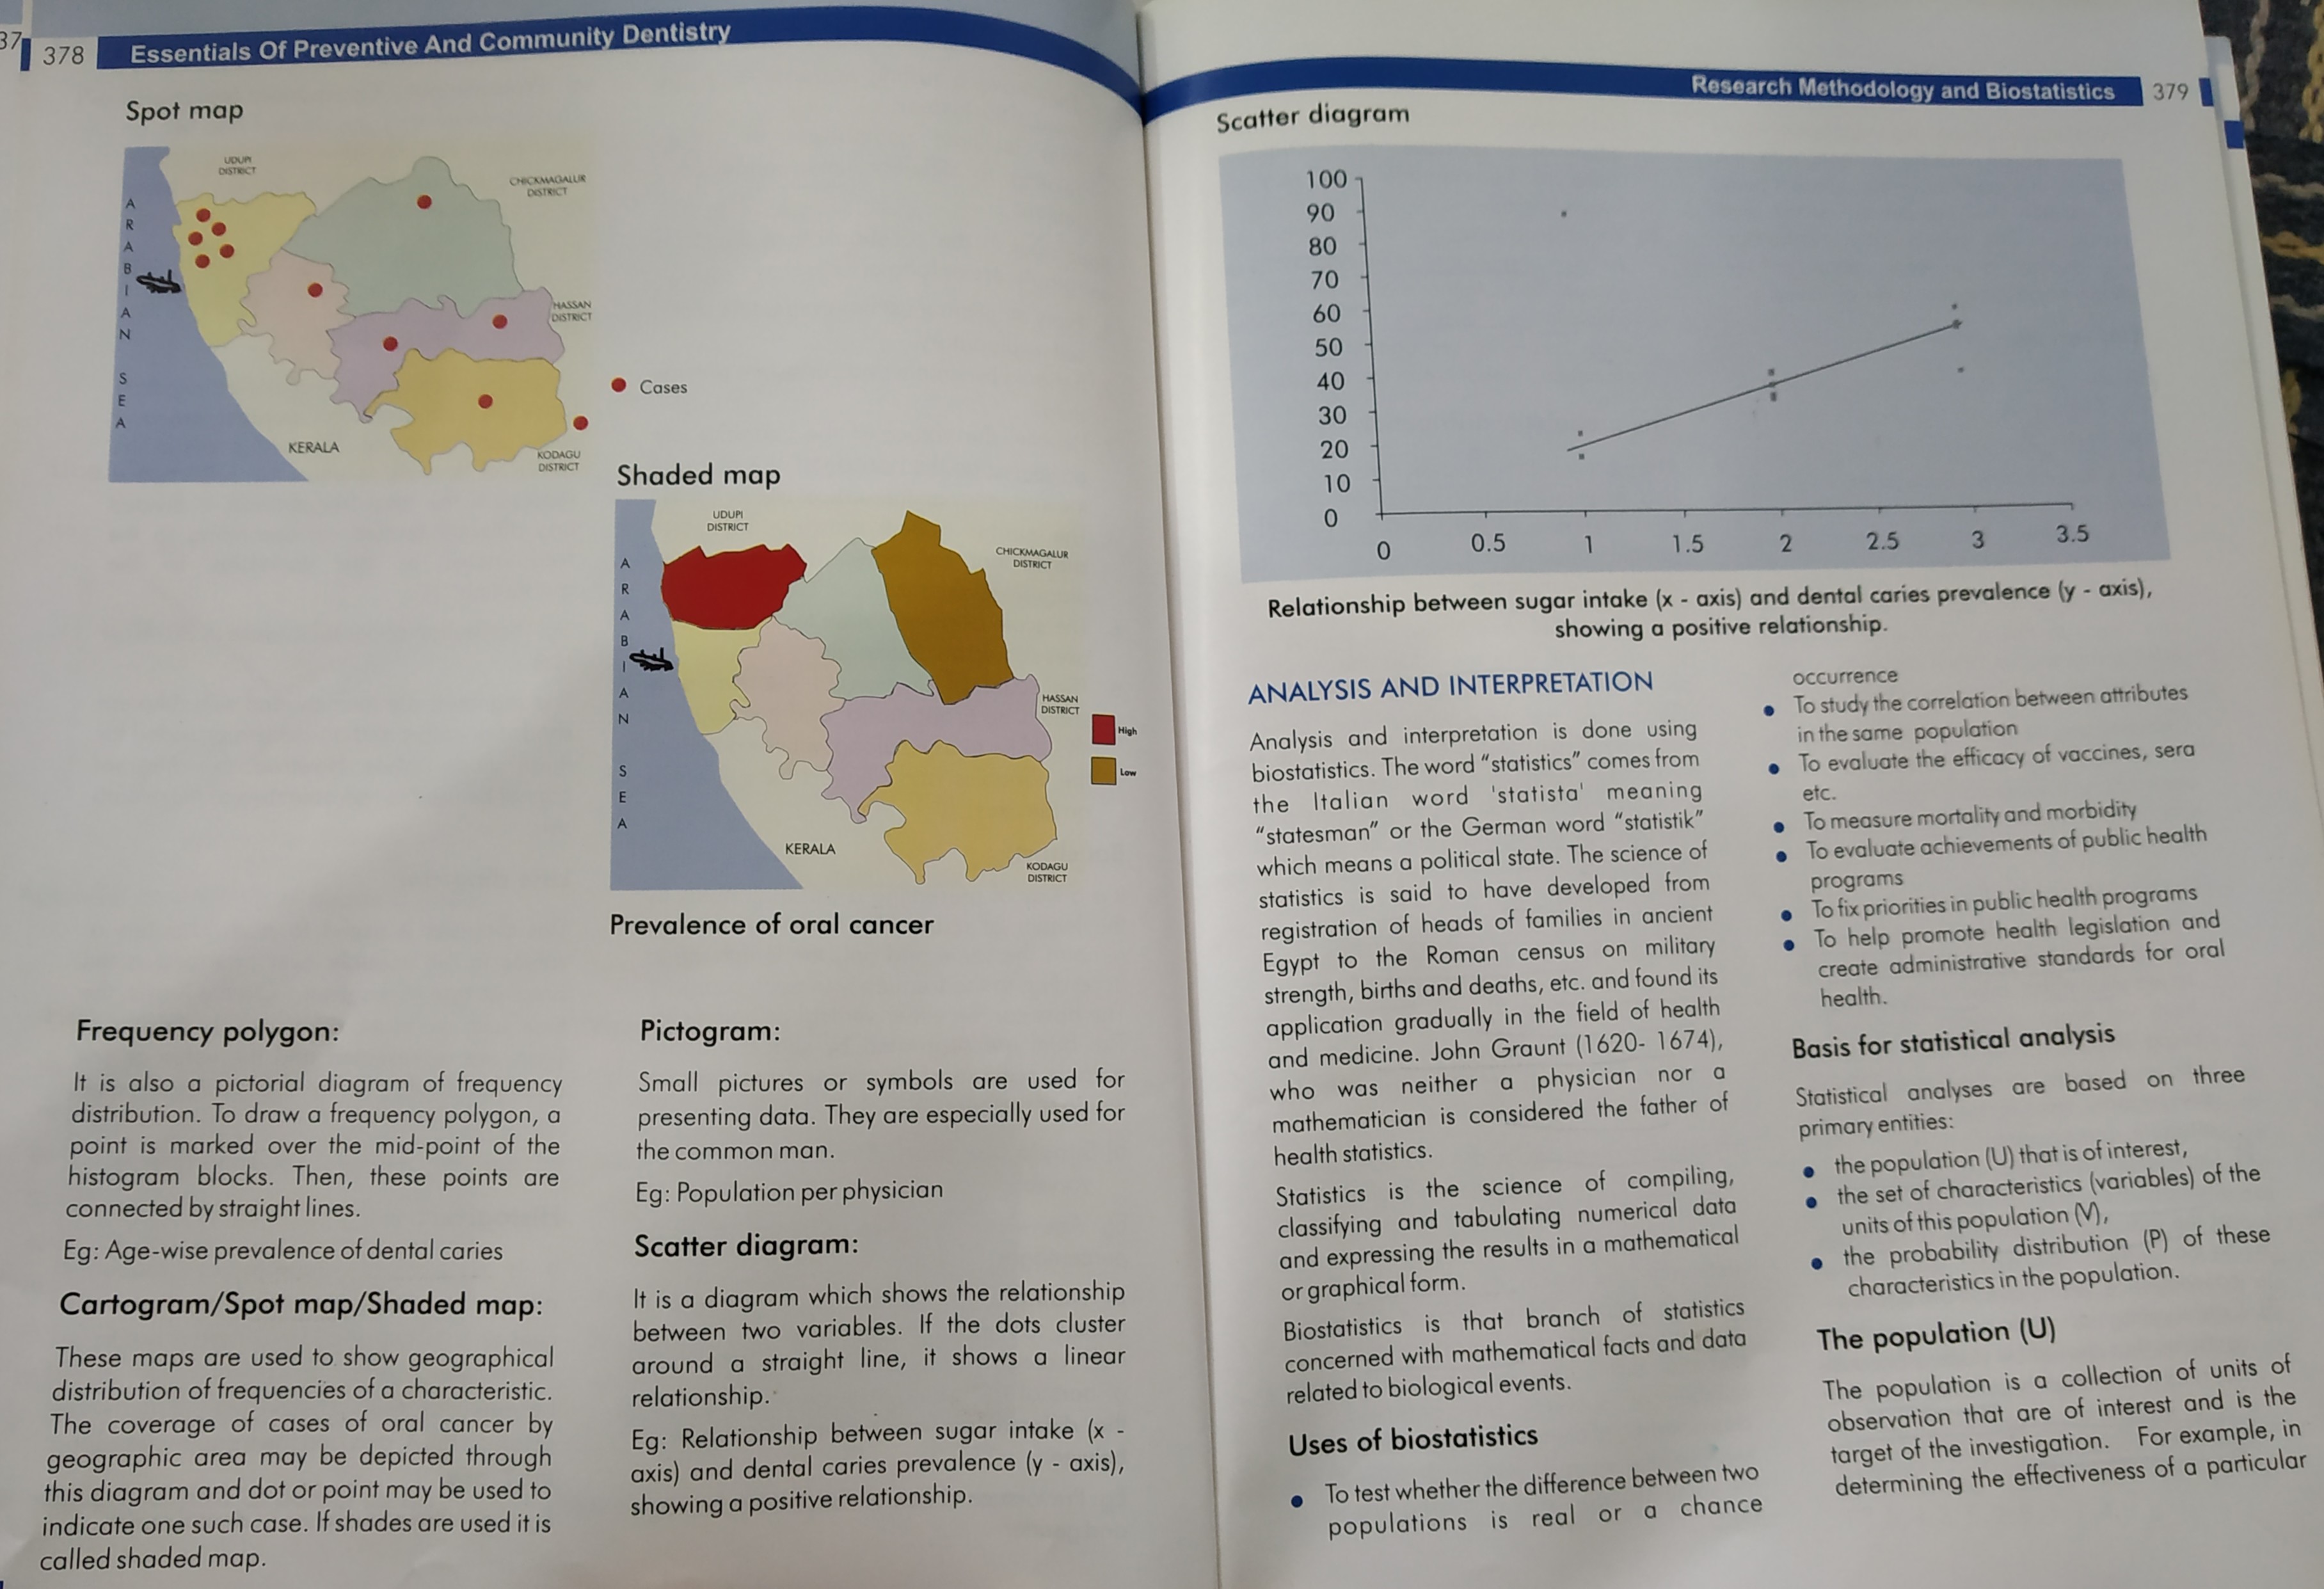 37
378
Essentials Of Preventive And Community Dentistry
Spot map
UDUPI
DISTRICT
CHICKMAGALUR
DISTRICT
A
R
A
B
I
A
N
S
E
A
HASSAN
DISTRICT
KERALA
KODAGU
DISTRICT
Cases
Shaded map
UDUPI
DISTRICT
CHICKMAGALUR
DISTRICT
A
R
A
B
I
A
N
S
E
A
HASSAN
DISTRICT
High
Low
KERALA
KODAGU
DISTRICT
Prevalence of oral cancer
Frequency polygon:
It is also a pictorial diagram of frequency
distribution. To draw a frequency polygon, a
point is marked over the mid-point of the
histogram blocks. Then, these points are
connected by straight lines.
Eg: Age-wise prevalence of dental caries
Cartogram/Spot map/Shaded map:
These maps are used to show geographical
distribution of frequencies of a characteristic.
The coverage of cases of oral cancer by
geographic area may be depicted through
this diagram and dot or point may be used to
indicate one such case. If shades are used it is
called shaded map.
Pictogram:
Small pictures or symbols are used for
presenting data. They are especially used for
the common man.
Eg: Population per physician
Scatter diagram:
It is a diagram which shows the relationship
between two variables. If the dots cluster
around a straight line, it shows a linear
relationship.
Eg: Relationship between sugar intake (x -
axis) and dental caries prevalence (y - axis),
showing a positive relationship.
Research Methodology and Biostatistics
379
Scatter diagram
100
90
80
70
60
50
40
30
20
10
0
0 0.5 1 1.5 2 2.5 3 3.5
Relationship between sugar intake (x - axis) and dental caries prevalence (y - axis),
showing a positive relationship.
ANALYSIS AND INTERPRETATION
Analysis and interpretation is done using
biostatistics. The word "statistics" comes from
the Italian word 'statista' meaning
"statesman" or the German word "statistik"
which means a political state. The science of
statistics is said to have developed from
registration of heads of families in ancient
Egypt to the Roman census on military
strength, births and deaths, etc. and found its
application gradually in the field of health
and medicine. John Graunt (1620- 1674),
who was neither a physician nor a
mathematician is considered the father of
health statistics.
Statistics is the science of compiling,
classifying and tabulating numerical data
and expressing the results in a mathematical
or graphical form.
Biostatistics is that branch of statistics
concerned with mathematical facts and data
related to biological events.
Uses of biostatistics
• To test whether the difference between two
populations is real or a chance
occurrence
• To study the correlation between attributes
in the same population
• To evaluate the efficacy of vaccines, sera
etc.
• To measure mortality and morbidity
• To evaluate achievements of public health
programs
• To fix priorities in public health programs
• To help promote health legislation and
create administrative standards for oral
health.
Basis for statistical analysis
Statistical analyses are based on three
primary entities:
• the population (U) that is of interest,
• the set of characteristics (variables) of the
units of this population (V),
• the probability distribution (P) of these
characteristics in the population.
The population (U)
The population is a collection of units of
observation that are of interest and is the
target of the investigation. For example, in
determining the effectiveness of a particular